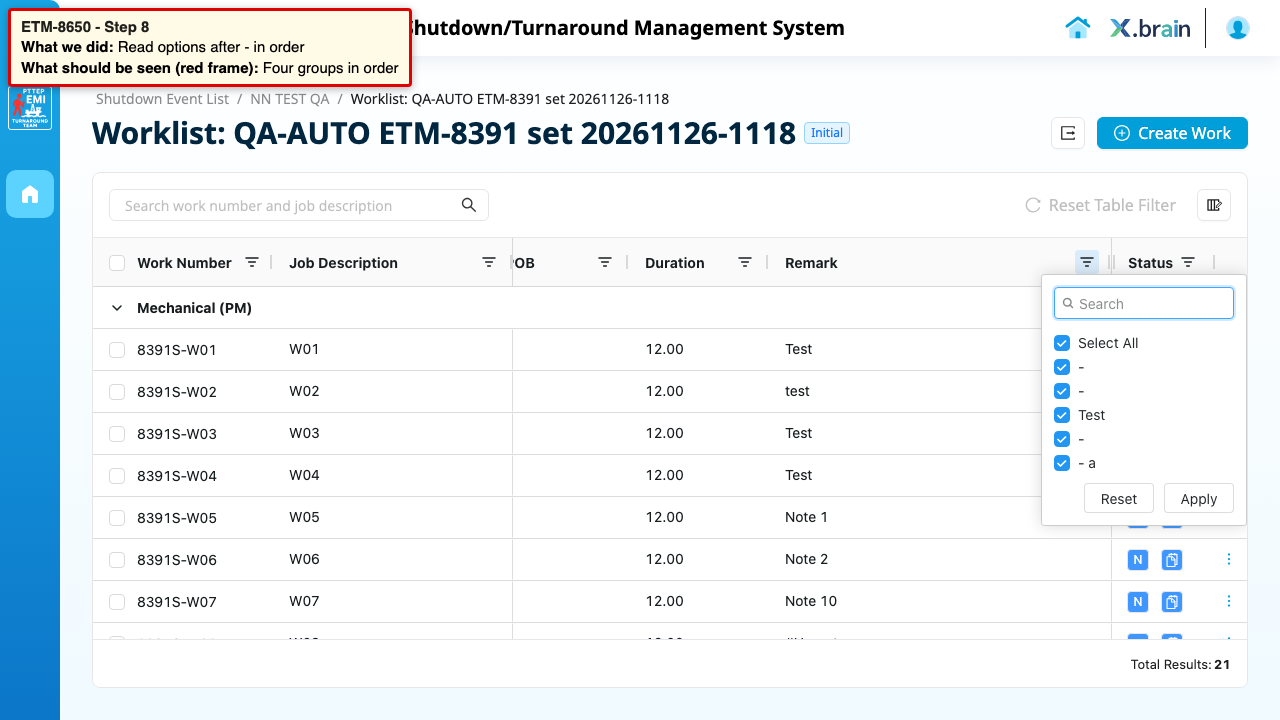 ETM-8650 - Step 8
What we did: Read options after - in order
What should be seen (red frame): Four groups in order
Shutdown/Turnaround Management System
X.brain
PTTEP
EMI
TURNAROUND
TEAM
Shutdown Event List / NN TEST QA / Worklist: QA-AUTO ETM-8391 set 20261126-1118
Worklist: QA-AUTO ETM-8391 set 20261126-1118 Initial
Create Work
Search work number and job description
Reset Table Filter
Work Number Job Description OB Duration Remark Status
Mechanical (PM)
8391S-W01 W01 12.00 Test
8391S-W02 W02 12.00 test
8391S-W03 W03 12.00 Test
8391S-W04 W04 12.00 Test
8391S-W05 W05 12.00 Note 1
8391S-W06 W06 12.00 Note 2 N
8391S-W07 W07 12.00 Note 10 N
Search
Select All
-
-
Test
-
- a
Reset Apply
Total Results: 21